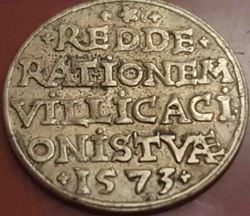 REDDE
RATIONEM
VILLICACI
ONISTVÆ
1573